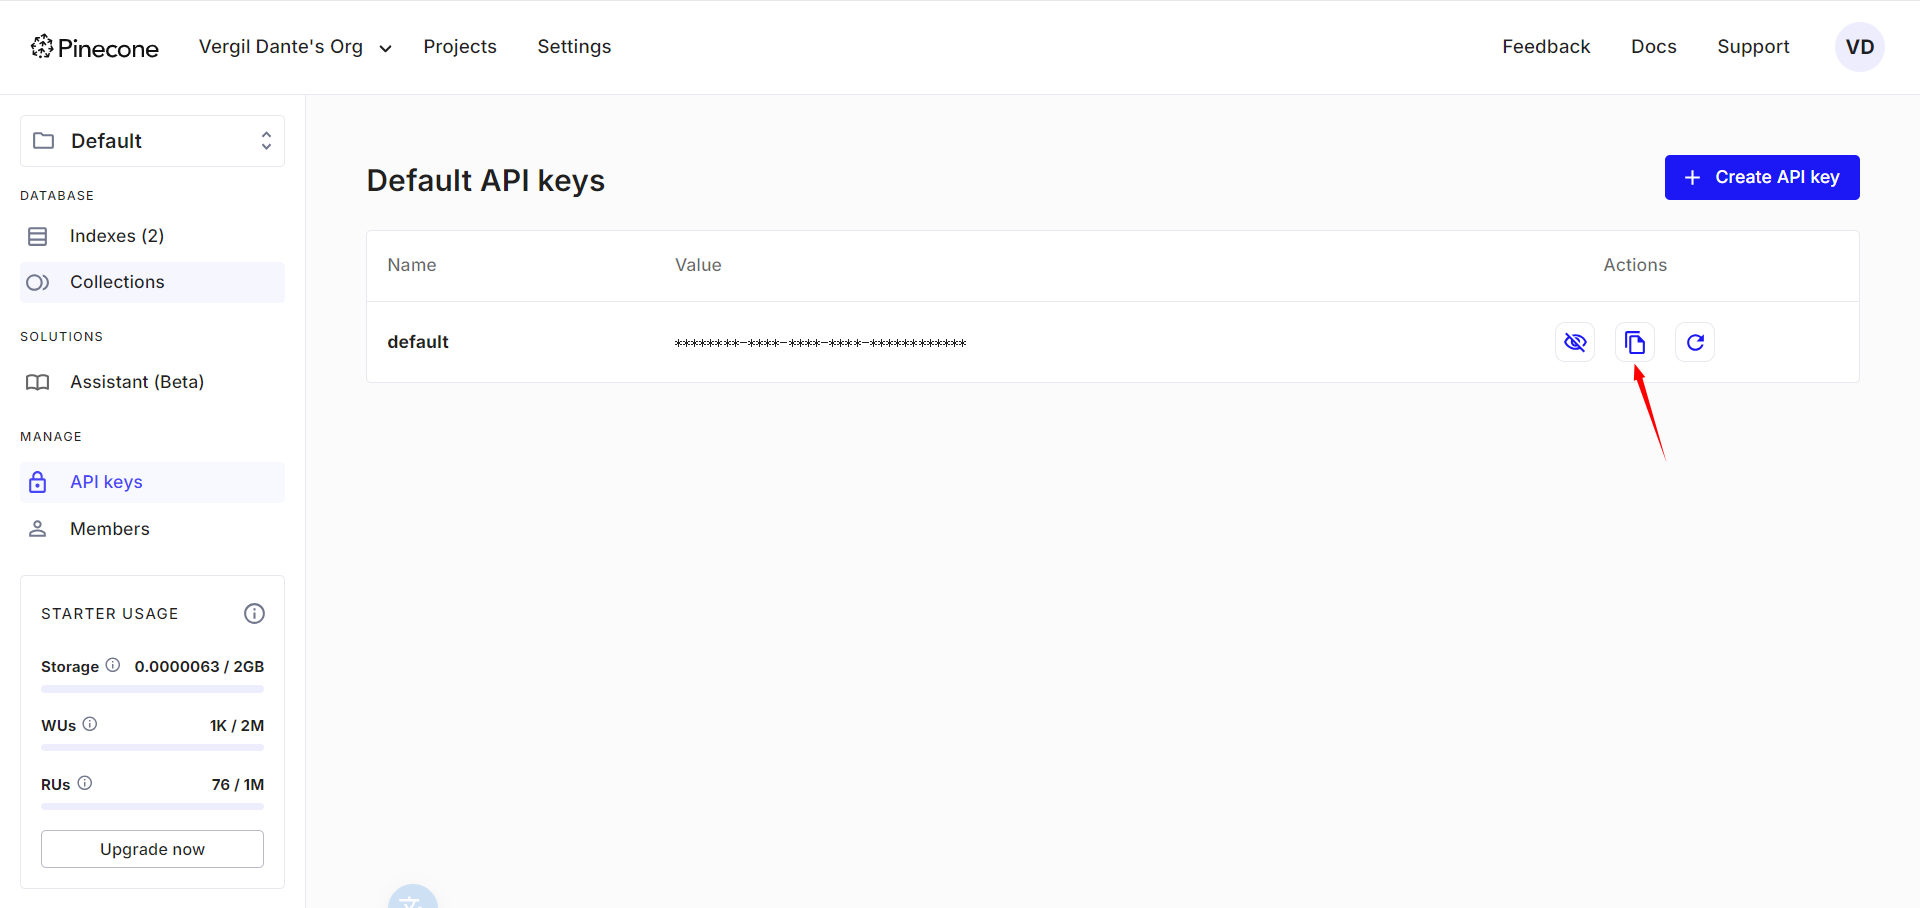 Pinecone
Vergil Dante's Org
Projects
Settings
Feedback
Docs
Support
VD
Default
DATABASE
Indexes (2)
Collections
SOLUTIONS
Assistant (Beta)
MANAGE
API keys
Members
STARTER USAGE
Storage 0.0000063 / 2GB
WUs 1K / 2M
RUs 76 / 1M
Upgrade now
Default API keys
+ Create API key
Name Value Actions
default ********-****-****-****-************
文